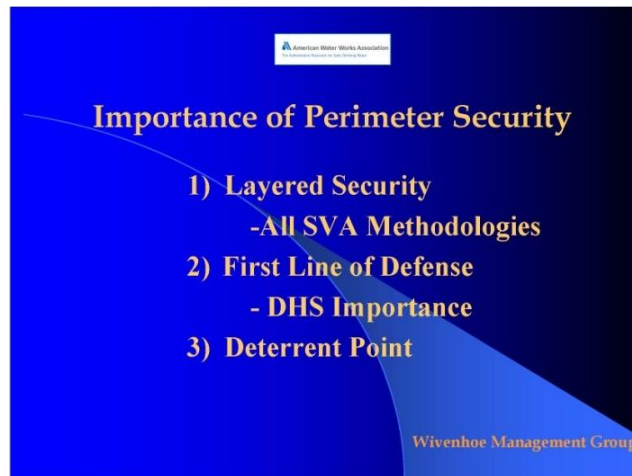 American Water Works Association
Importance of Perimeter Security
1) Layered Security
-All SVA Methodologies
2) First Line of Defense
- DHS Importance
3) Deterrent Point
Wivenhoe Management Group